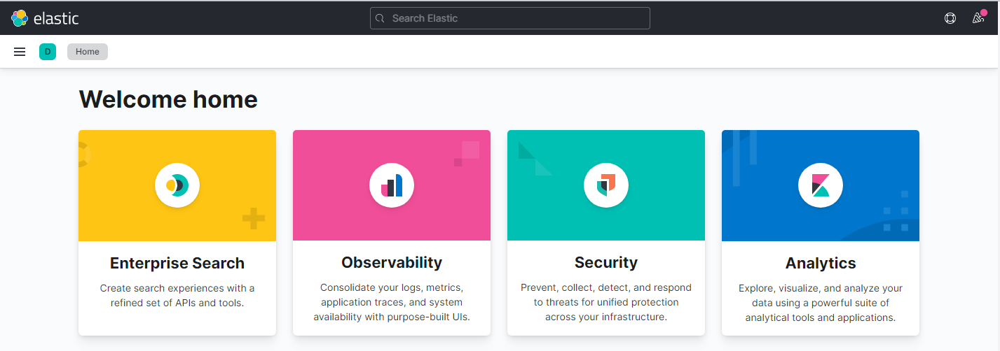 elastic
Search Elastic
D
Home
Welcome home
Enterprise Search
Create search experiences with a
refined set of APIs and tools.
Observability
Consolidate your logs, metrics,
application traces, and system
availability with purpose-built UIs.
Security
Prevent, collect, detect, and respond
to threats for unified protection
across your infrastructure.
Analytics
Explore, visualize, and analyze your
data using a powerful suite of
analytical tools and applications.